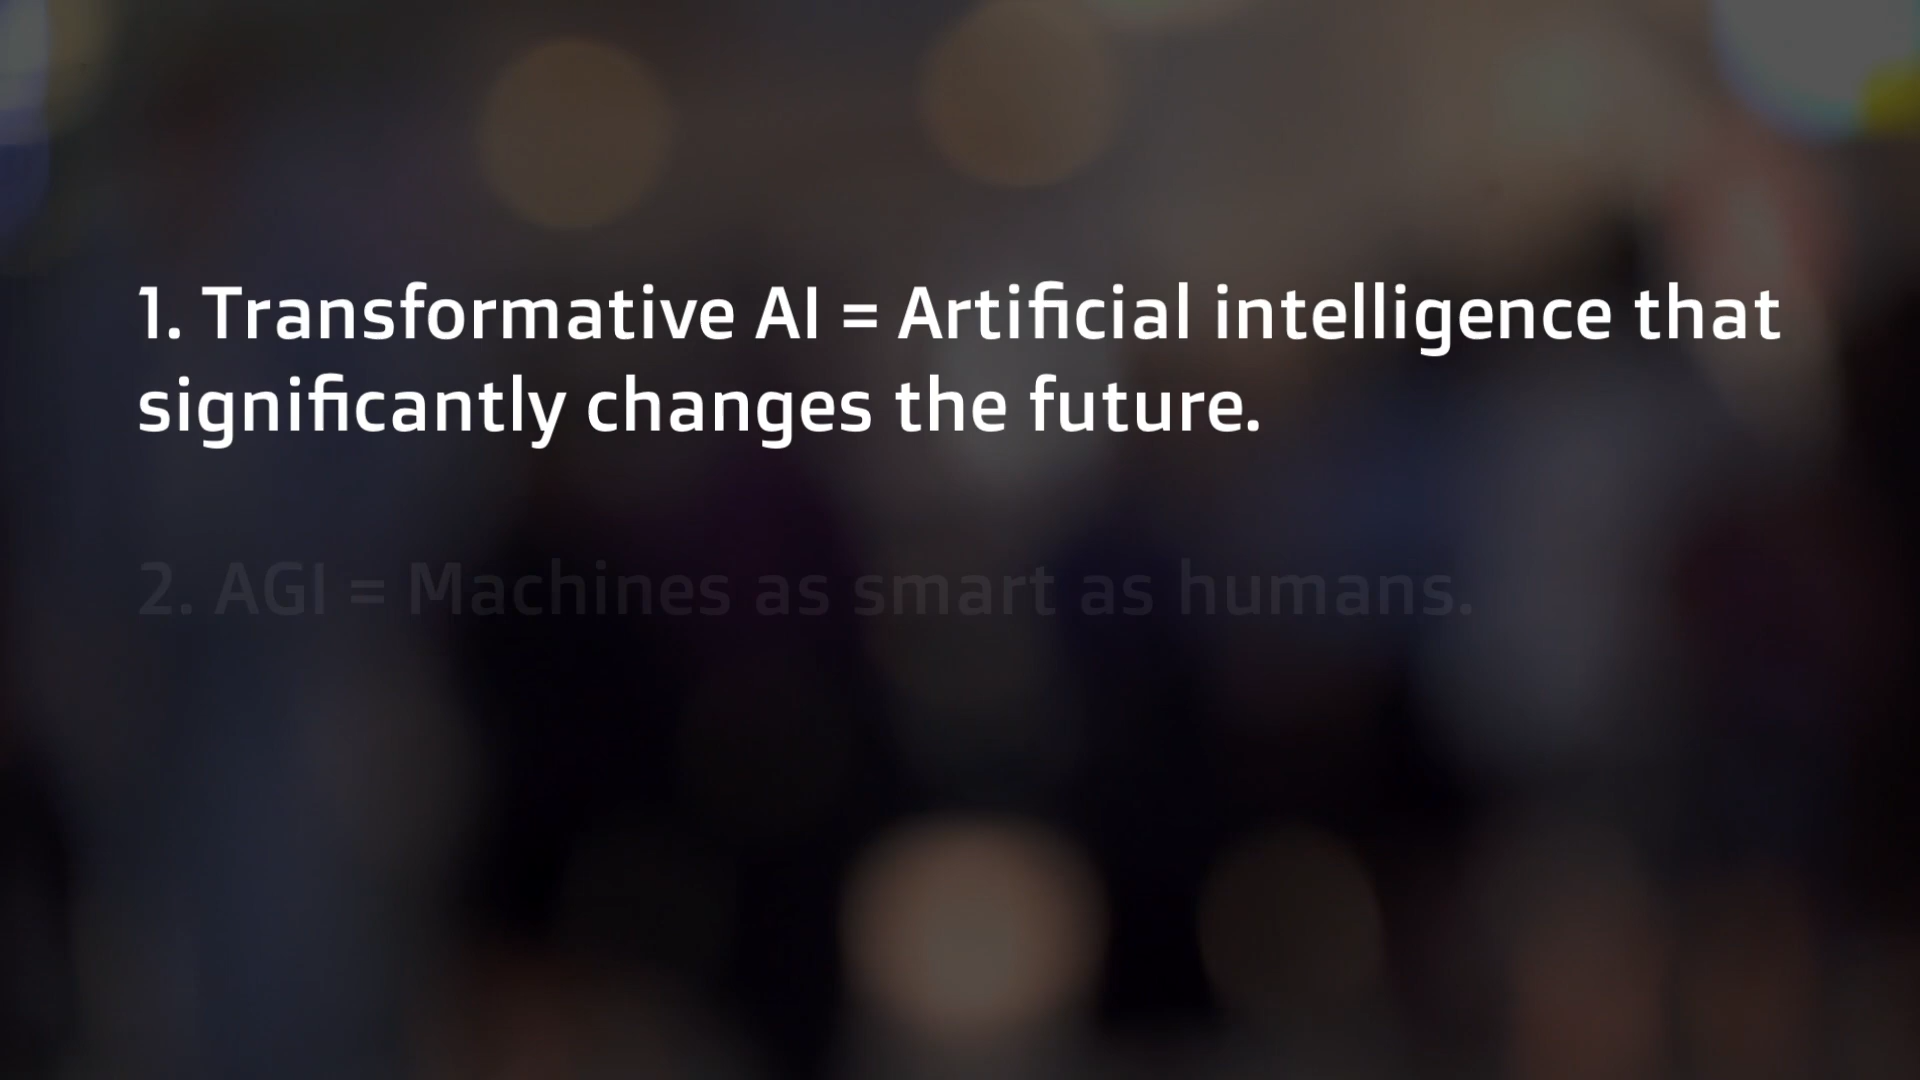 1. Transformative AI = Artificial intelligence that
significantly changes the future.
2. AGI = Machines as smart as humans.